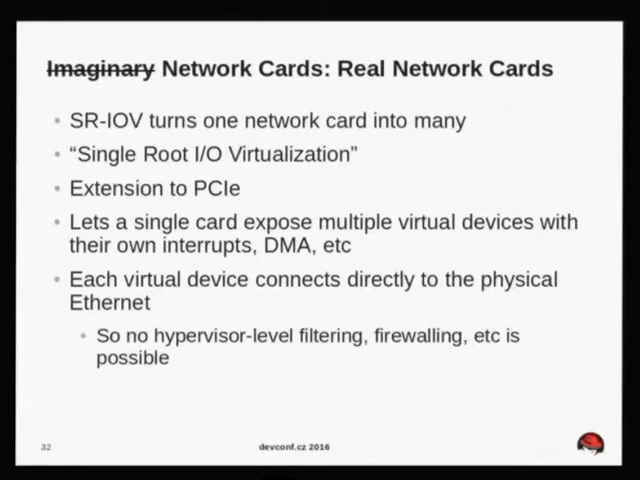 Imaginary Network Cards: Real Network Cards
• SR-IOV turns one network card into many
• “Single Root I/O Virtualization”
• Extension to PCIe
• Lets a single card expose multiple virtual devices with
their own interrupts, DMA, etc
• Each virtual device connects directly to the physical
Ethernet
• So no hypervisor-level filtering, firewalling, etc is
possible
32
devconf.cz 2016